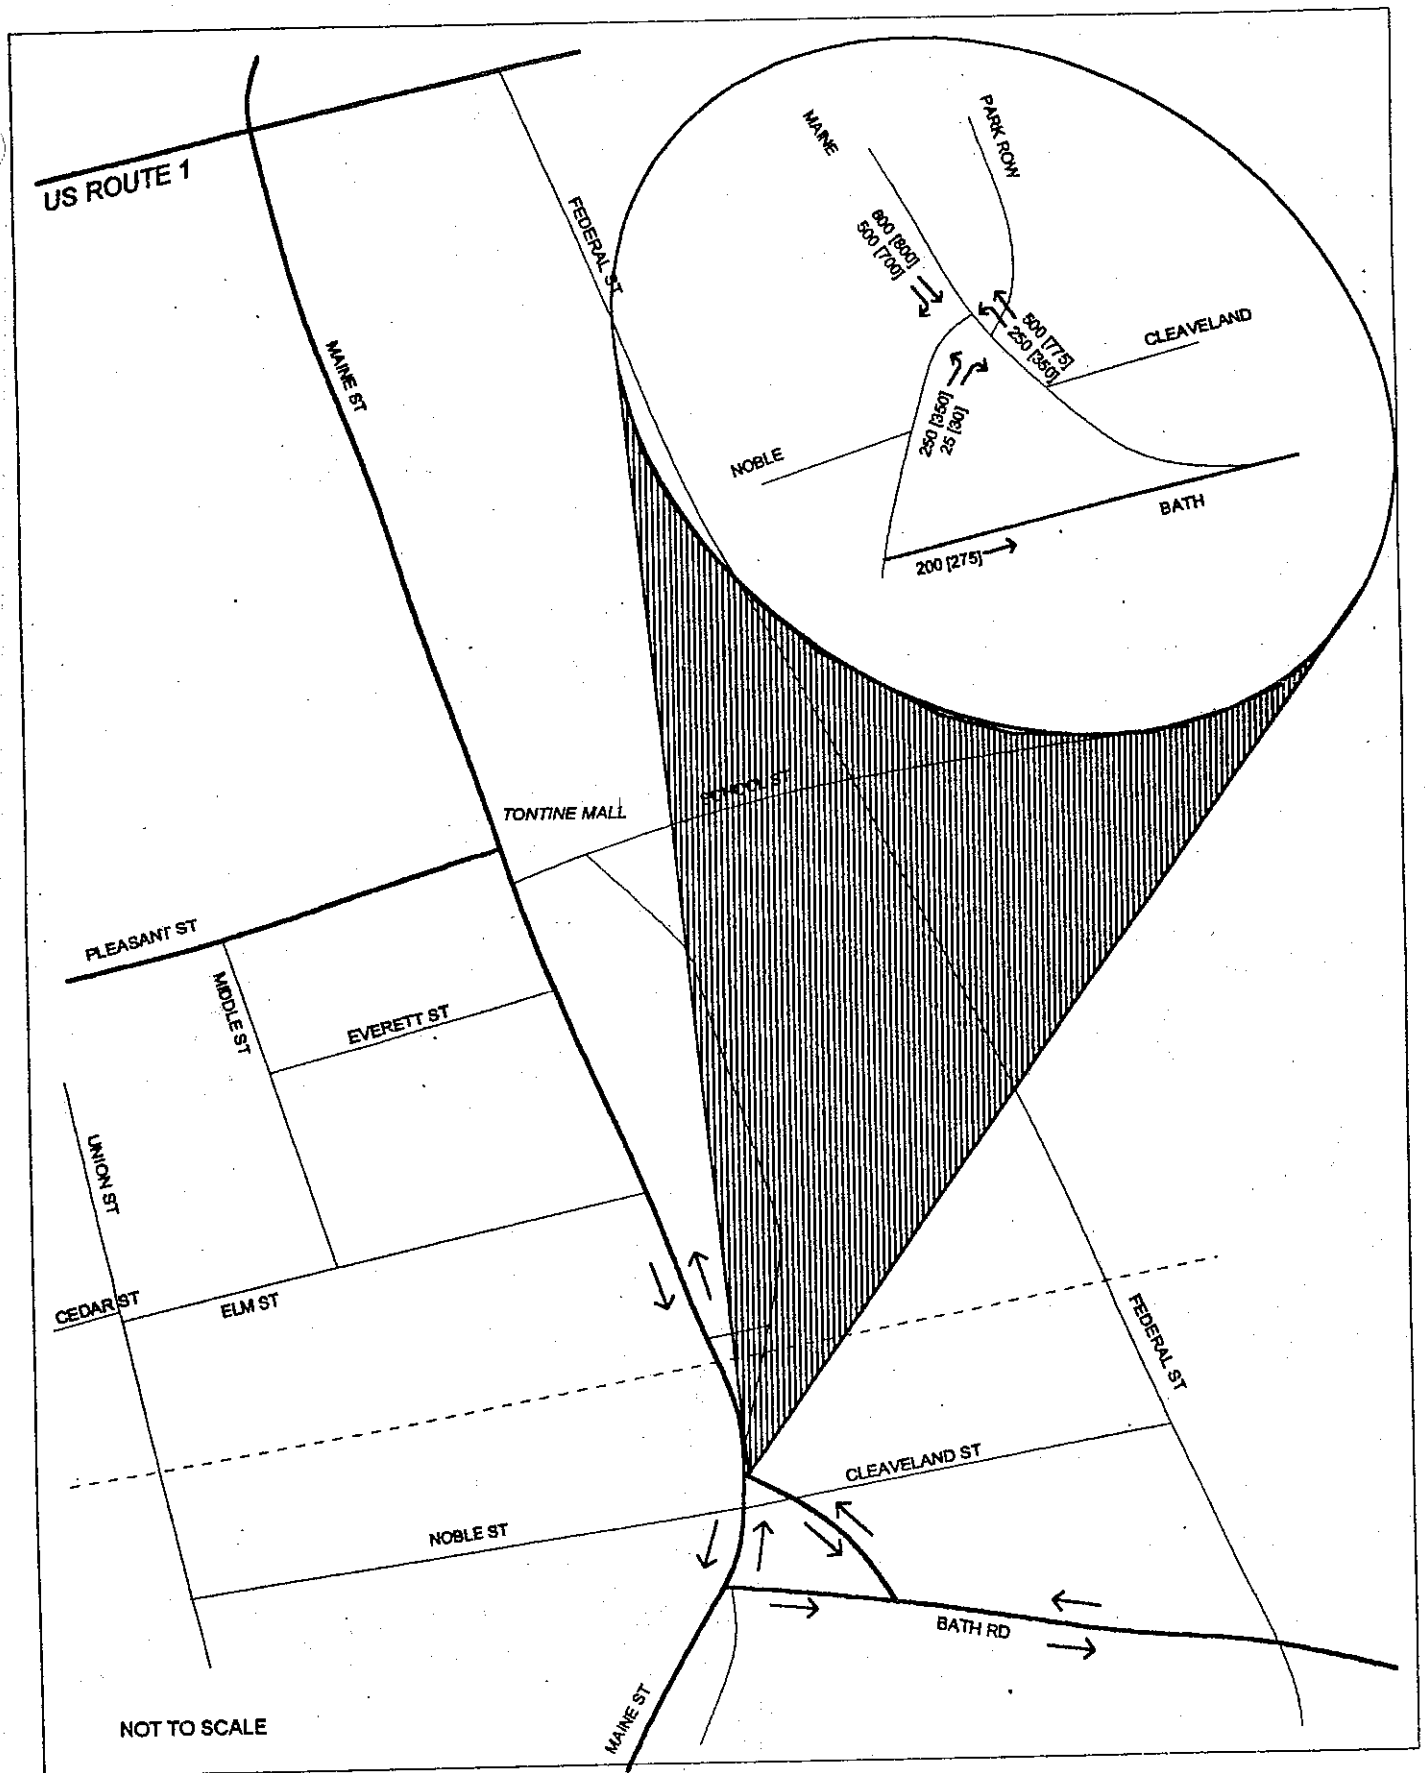 US ROUTE 1
FEDERAL ST
MAINE
PARK ROW
600 [800]
500 [700]
500 [775]
250 [350]
CLEAVELAND
250 [350]
25 [30]
NOBLE
BATH
200 [275]
MAINE ST
TONTINE MALL
SCHOOL ST
PLEASANT ST
MIDDLE ST
EVERETT ST
UNION ST
CEDAR ST
ELM ST
FEDERAL ST
CLEAVELAND ST
NOBLE ST
BATH RD
MAINE ST
NOT TO SCALE